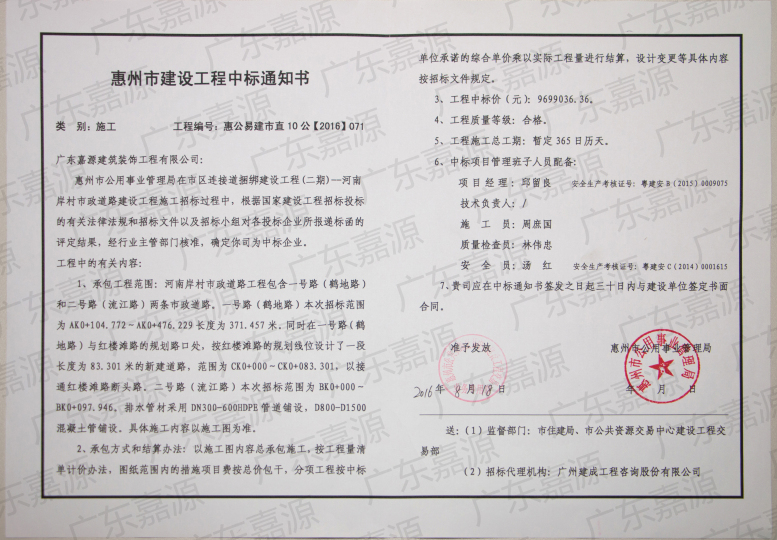 惠州市建设工程中标通知书
类 别：施工 工程编号：惠公易建市直10公【2016】071
广东嘉源建筑装饰工程有限公司：
惠州市公用事业管理局在市区连接道捆绑建设工程(二期)—河南
岸村市政道路建设工程施工招标过程中，根据国家建设工程招标投标
的有关法律法规和招标文件以及招标小组对各投标企业所报递标函的
评定结果，经行业主管部门核准，确定你司为中标企业。
工程中的有关内容：
1、承包工程范围：河南岸村市政道路工程包含一号路（鹤地路）
和二号路（流江路）两条市政道路。一号路（鹤地路）本次招标范围
为AK0+104.772～AK0+476.229长度为371.457米。同时在一号路(鹤
地路）与红楼滩路的规划路口处，按红楼滩路的规划线位设计了一段
长度为83.301米的新建道路，范围为CK0+000～CK0+083.301，以接
通红楼滩路断头路。二号路（流江路）本次招标范围为BK0+000～
BK0+097.946。排水管材采用DN300-600HDPE管道铺设，D800-D1500
混凝土管铺设。具体施工内容以施工图为准。
2、承包方式和结算办法：以施工图内容总承包施工。按工程量清
单计价办法，图纸范围内的措施项目费按总价包干，分项工程按中标
单位承诺的综合单价乘以实际工程量进行结算，设计变更等具体内容
按招标文件规定。
3、工程中标价（元）：9699036.36。
4、工程质量等级：合格。
5、工程施工总工期：暂定365日历天。
6、中标项目管理班子人员配备：
项目经理：邱留良 安全生产考核证号：粤建安B（2015）0009075
技术负责人：/
施 工 员：周庶国
质量检查员：林伟忠
安 全 员：汤 红 安全生产考核证号：粤建安C（2014）0001615
7、贵司应在中标通知书签发之日起三十日内与建设单位签定书面
合同。
准予发放 惠州市公用事业管理局
2016年 8月 18日 年 月 日
惠州市公用事业管理局
送：(1) 监督部门：市住建局、市公共资源交易中心建设工程交
易部
(2) 招标代理机构：广州建成工程咨询股份有限公司
广东嘉源